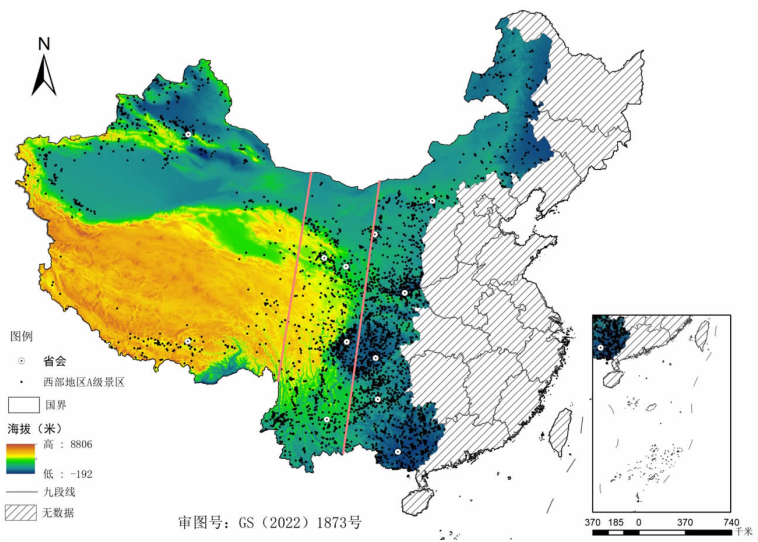 N
图例
省会
西部地区A级景区
国界
海拔（米）
高 : 8806
低 : -192
九段线
无数据
审图号: GS（2022）1873号
370 185 0 370 740
千米